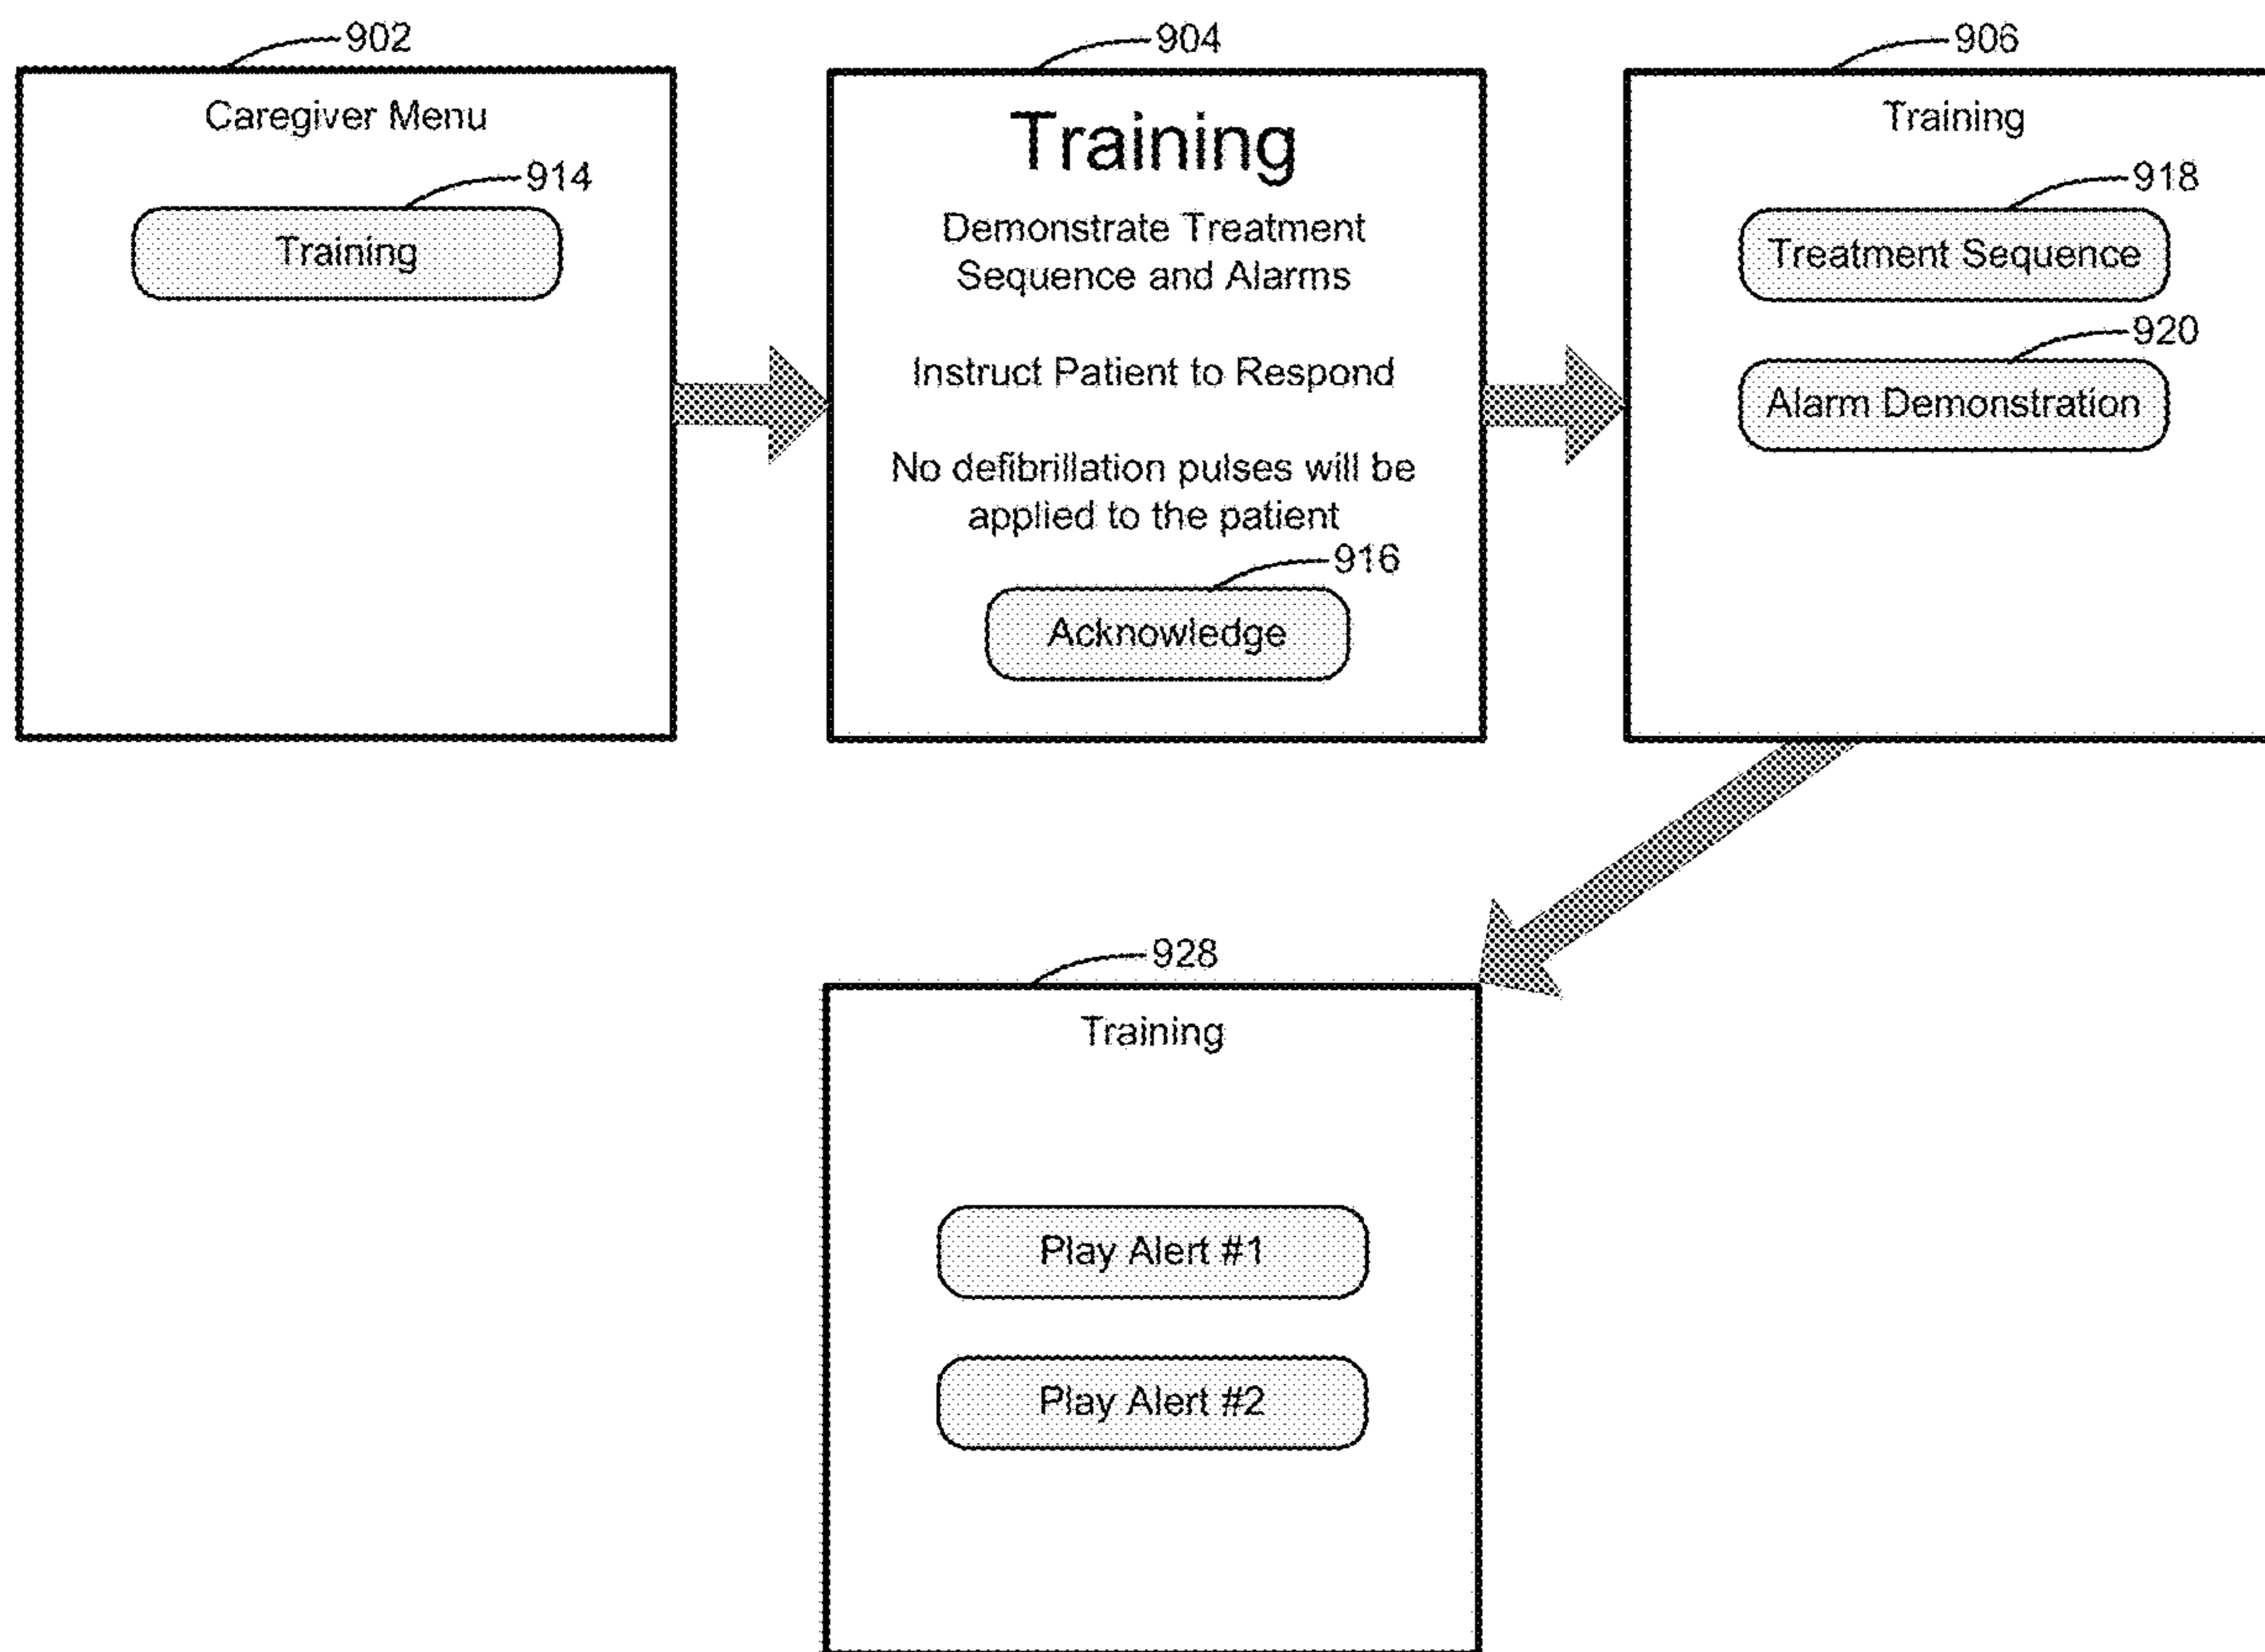 902
Caregiver Menu
914
Training
904
Training
Demonstrate Treatment
Sequence and Alarms
Instruct Patient to Respond
No defibrillation pulses will be
applied to the patient
916
Acknowledge
906
Training
918
Treatment Sequence
920
Alarm Demonstration
928
Training
Play Alert #1
Play Alert #2